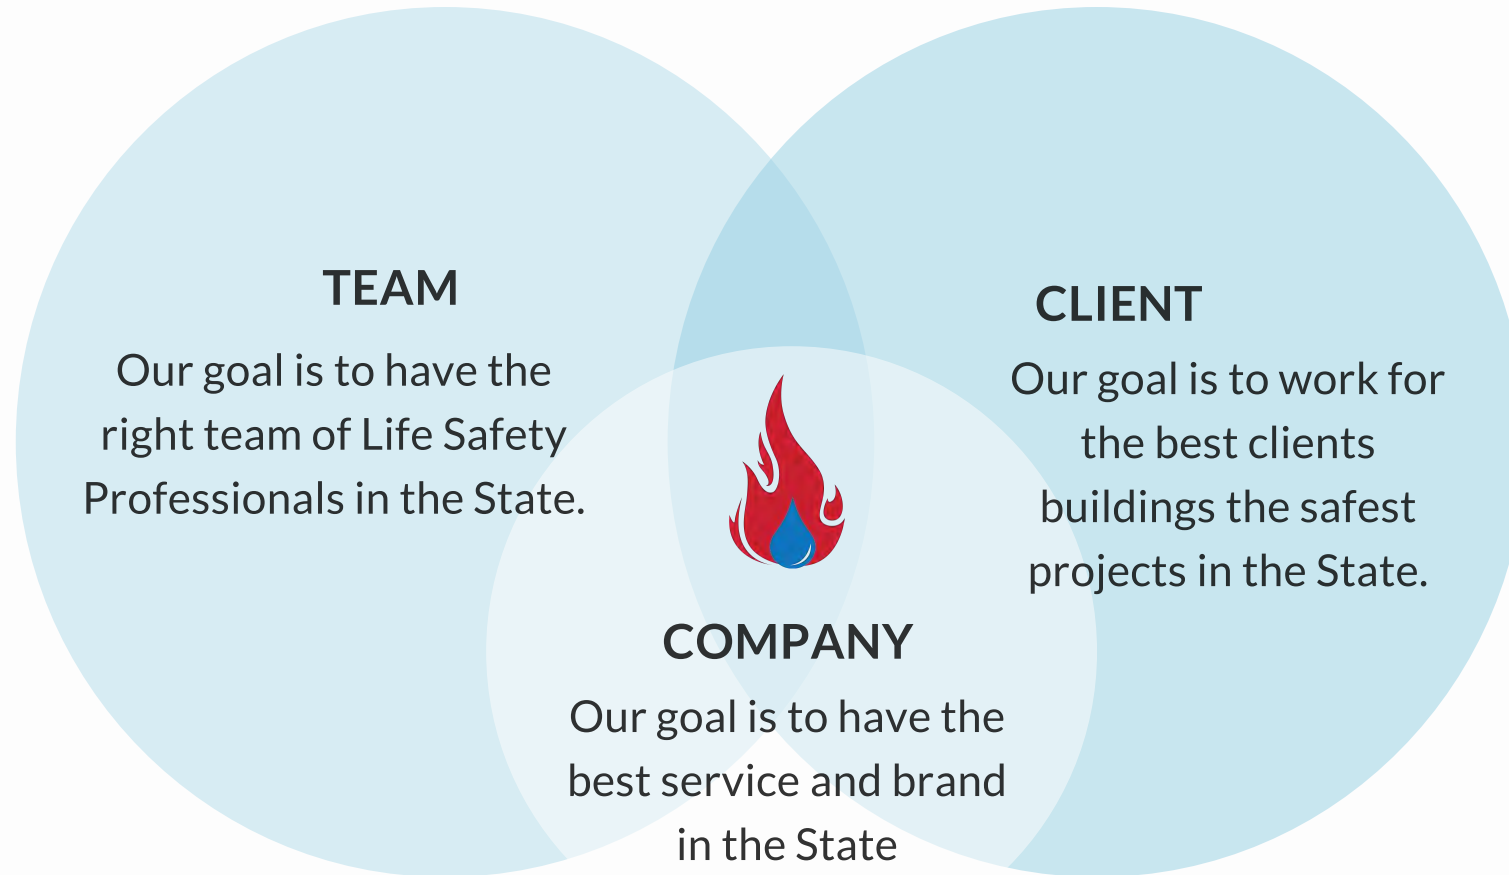 TEAM
Our goal is to have the
right team of Life Safety
Professionals in the State.
CLIENT
Our goal is to work for
the best clients
buildings the safest
projects in the State.
COMPANY
Our goal is to have the
best service and brand
in the State